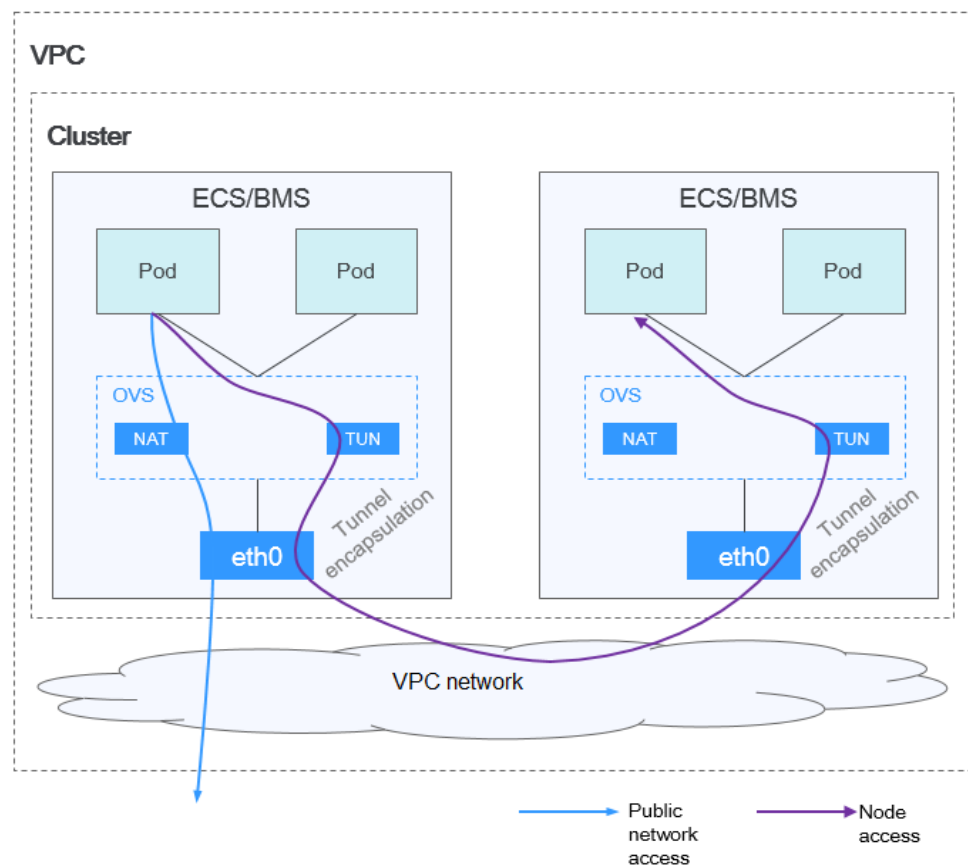 VPC
Cluster
ECS/BMS
Pod
Pod
OVS
NAT
TUN
Tunnel
encapsulation
eth0
ECS/BMS
Pod
Pod
OVS
NAT
TUN
Tunnel
encapsulation
eth0
VPC network
Public
network
access
Node
access